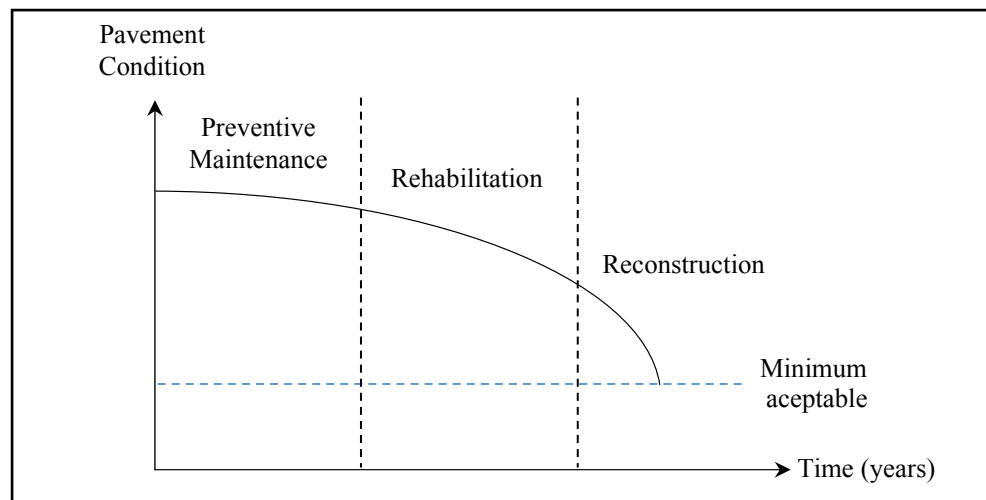 Pavement
Condition
Preventive
Maintenance
Rehabilitation
Reconstruction
Minimum
aceptable
Time (years)